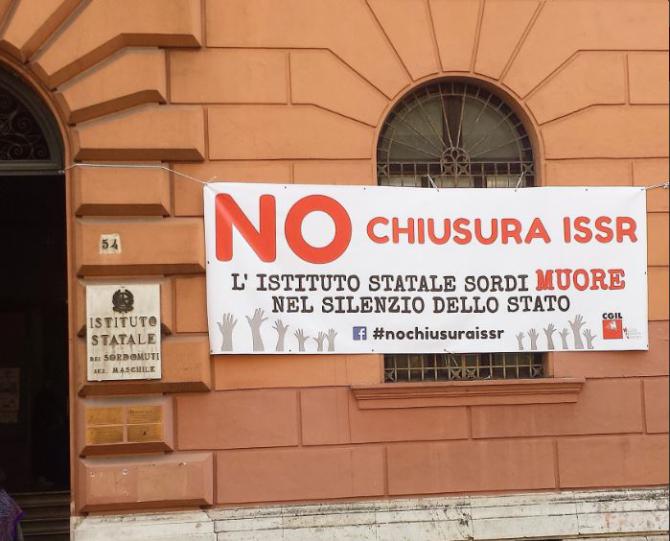 NO CHIUSURA ISSR
L' ISTITUTO STATALE SORDI MUORE
NEL SILENZIO DELLO STATO
#nochiusuraissr
CGIL
54
ISTITUTO
STATALE
DEI SORDOMUTI
SEZ. MASCHILE